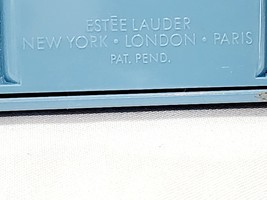 ESTĒE LAUDER
NEW YORK • LONDON • PARIS
PAT. PEND.